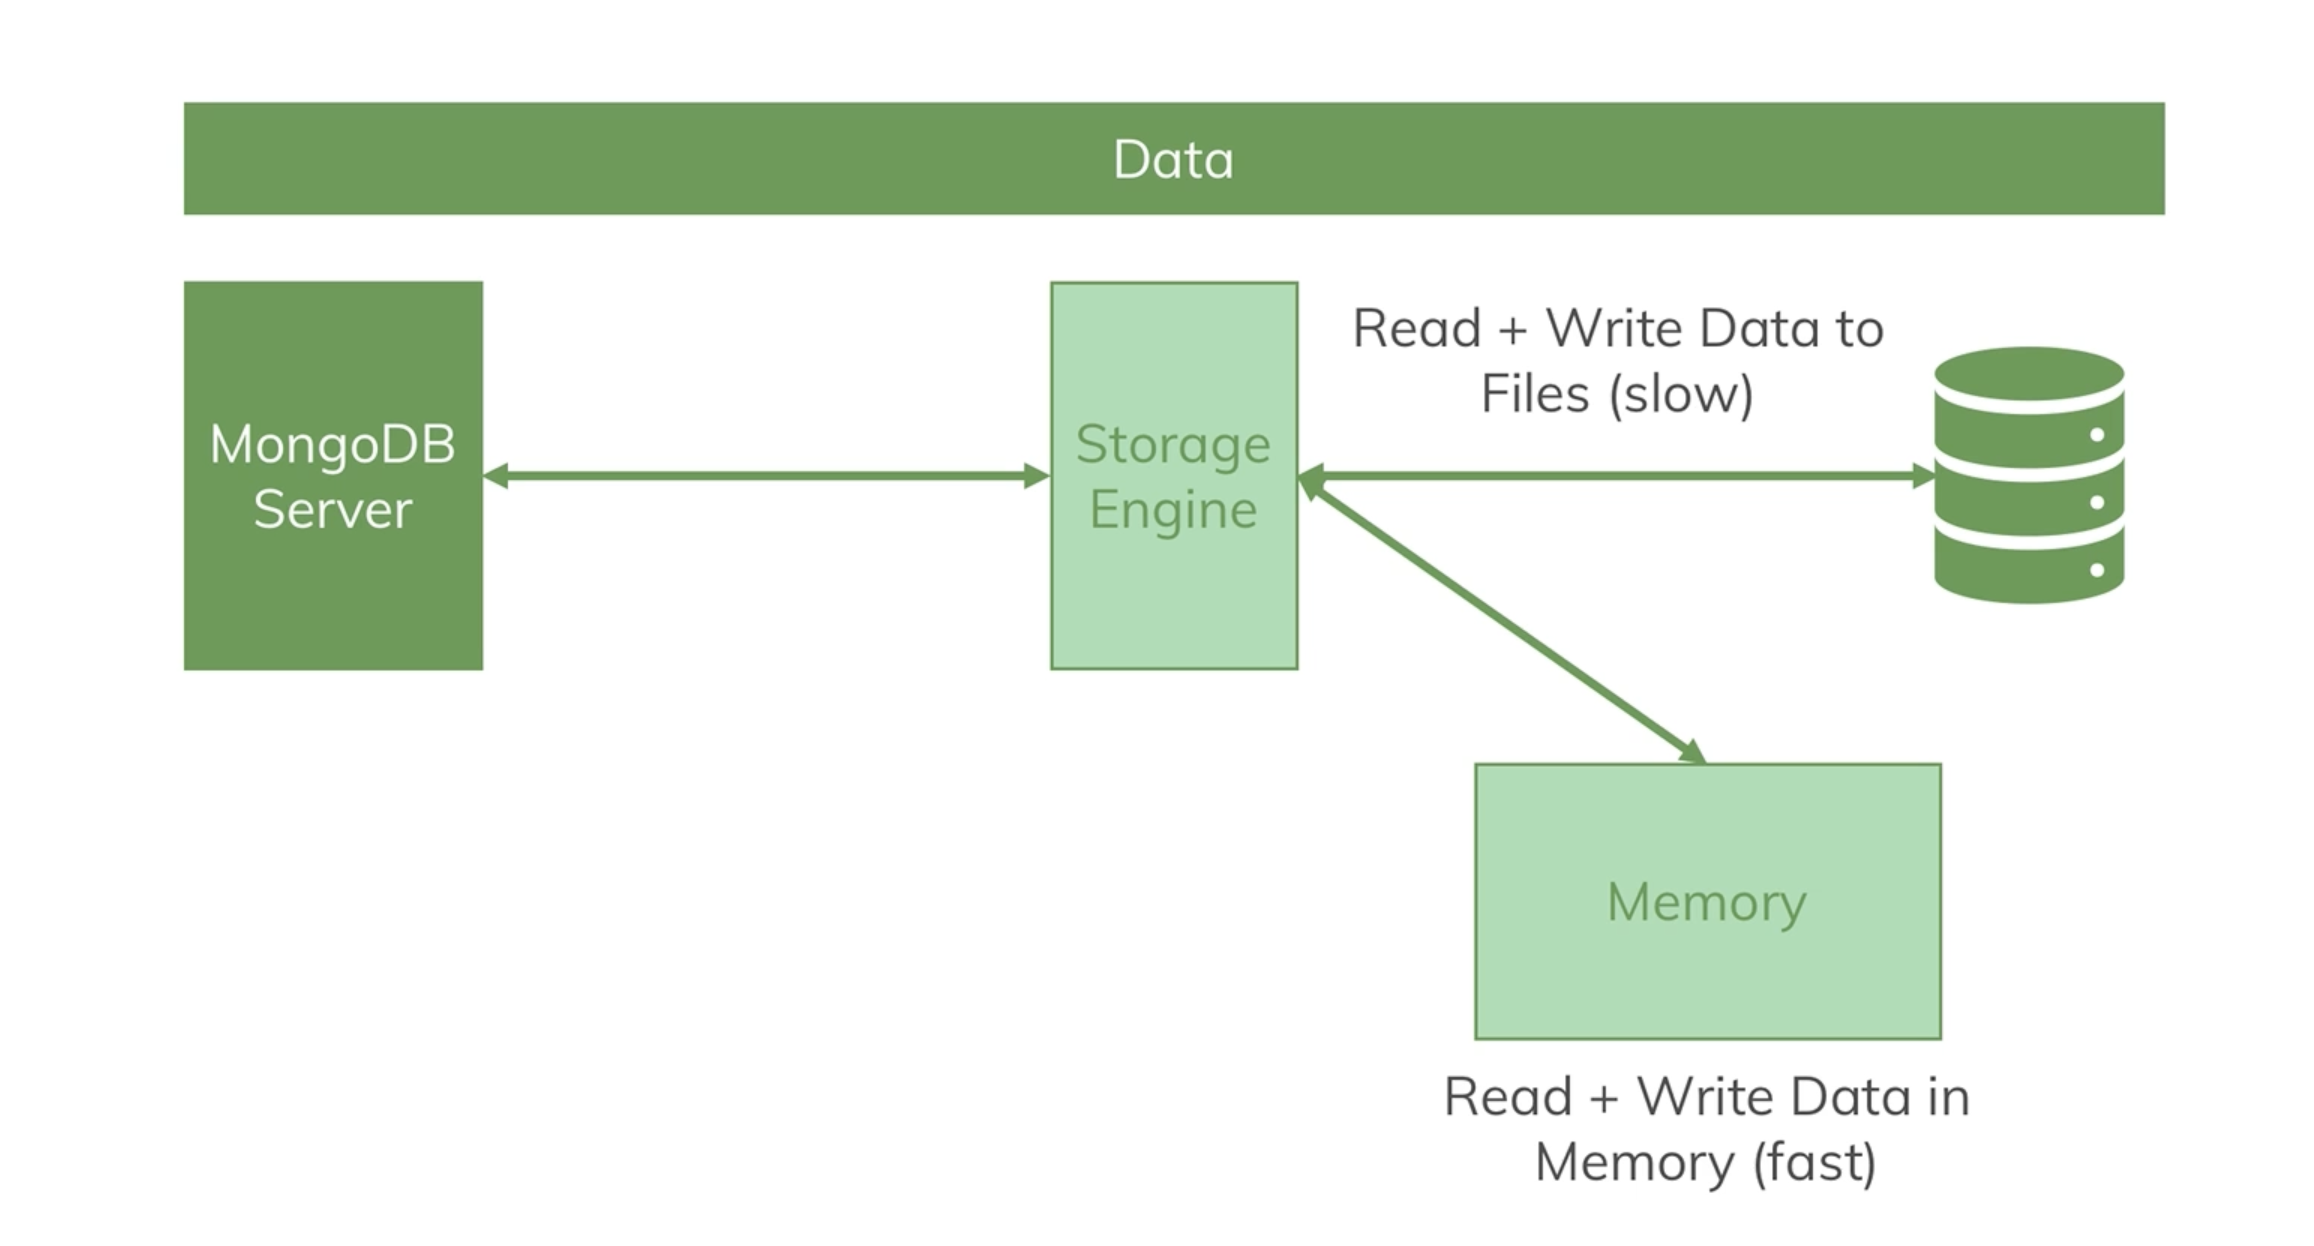 Data
MongoDB
Server
Storage
Engine
Read + Write Data to
Files (slow)
Memory
Read + Write Data in
Memory (fast)